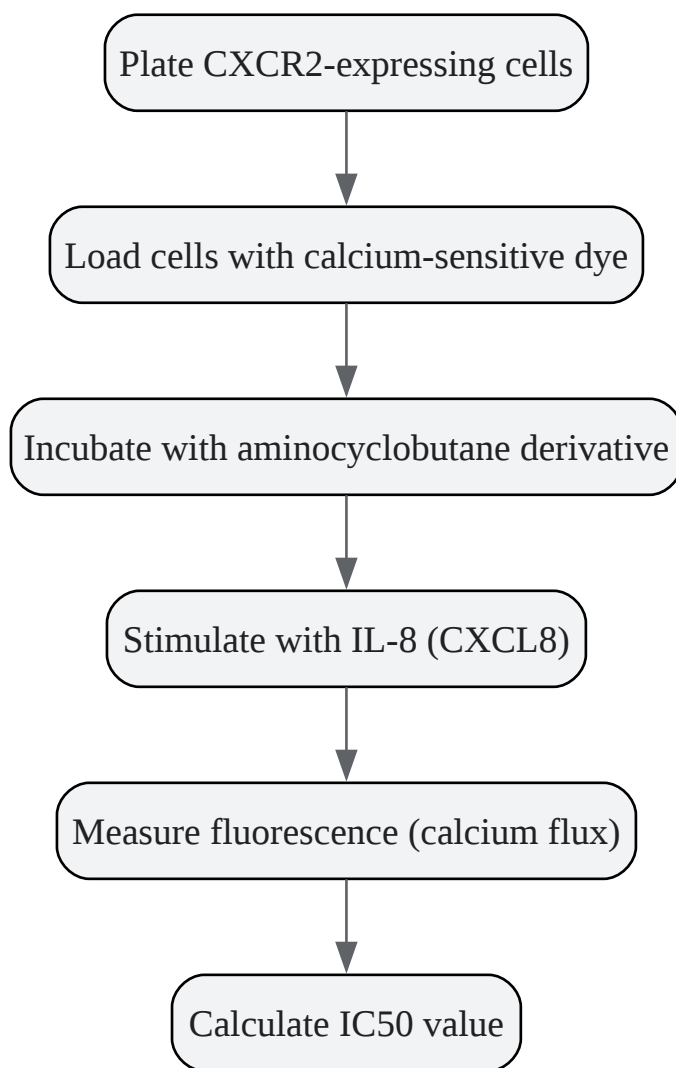 Plate CXCR2-expressing cells
Load cells with calcium-sensitive dye
Incubate with aminocyclobutane derivative
Stimulate with IL-8 (CXCL8)
Measure fluorescence (calcium flux)
Calculate IC50 value